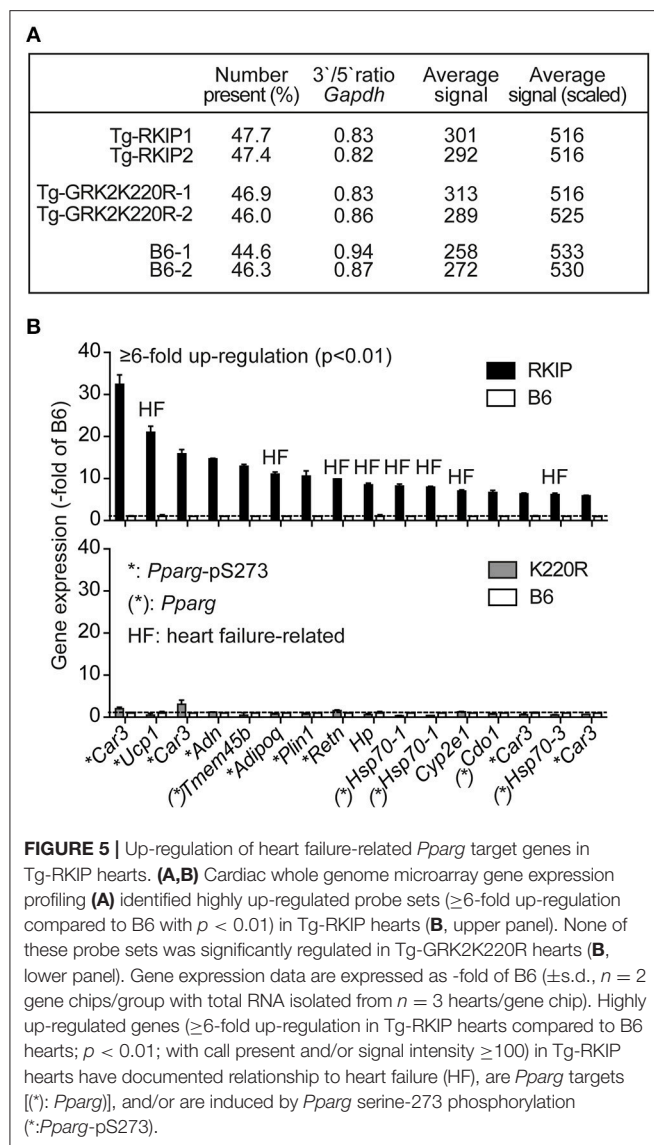 A
Number present (%) 3`/5`ratio Gapdh Average signal Average signal (scaled)
Tg-RKIP1 47.7 0.83 301 516
Tg-RKIP2 47.4 0.82 292 516
Tg-GRK2K220R-1 46.9 0.83 313 516
Tg-GRK2K220R-2 46.0 0.86 289 525
B6-1 44.6 0.94 258 533
B6-2 46.3 0.87 272 530
B
Gene expression (-fold of B6)
40
30
20
10
0
≥6-fold up-regulation (p<0.01)
RKIP
B6
HF HF HF HF HF HF HF HF
40
30
20
10
0
*: Pparg-pS273
(*): Pparg
HF: heart failure-related
K220R
B6
*Car3
*Ucp1
*Car3
*Adn
(*)Tmem45b
*Adipoq
*Plin1
*Retn
Hp
(*)Hsp70-1
(*)Hsp70-1
Cyp2e1
(*)Cdo1
*Car3
(*)Hsp70-3
*Car3
FIGURE 5 | Up-regulation of heart failure-related Pparg target genes in
Tg-RKIP hearts. (A,B) Cardiac whole genome microarray gene expression
profiling (A) identified highly up-regulated probe sets (≥6-fold up-regulation
compared to B6 with p < 0.01) in Tg-RKIP hearts (B, upper panel). None of
these probe sets was significantly regulated in Tg-GRK2K220R hearts (B,
lower panel). Gene expression data are expressed as -fold of B6 (±s.d., n = 2
gene chips/group with total RNA isolated from n = 3 hearts/gene chip). Highly
up-regulated genes (≥6-fold up-regulation in Tg-RKIP hearts compared to B6
hearts; p < 0.01; with call present and/or signal intensity ≥100) in Tg-RKIP
hearts have documented relationship to heart failure (HF), are Pparg targets
[(*): Pparg)], and/or are induced by Pparg serine-273 phosphorylation
(*:Pparg-pS273).